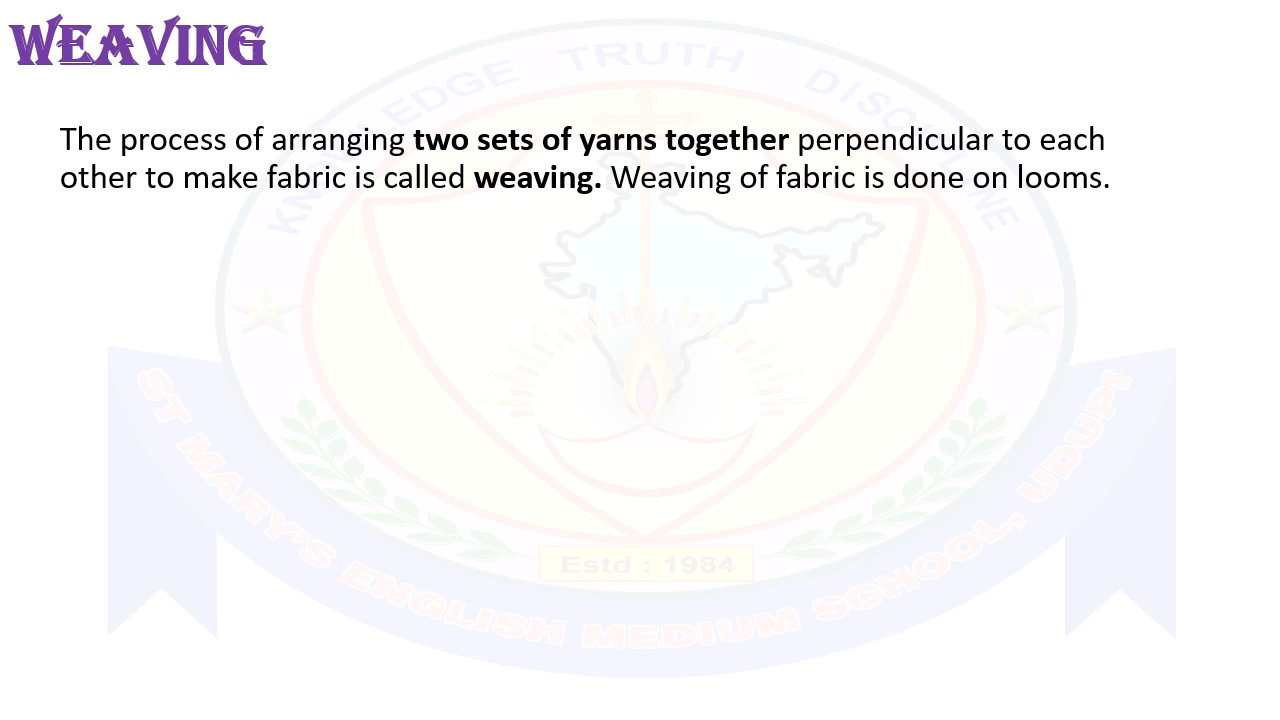 WEAVING
The process of arranging two sets of yarns together perpendicular to each
other to make fabric is called weaving. Weaving of fabric is done on looms.
KNOWLEDGE TRUTH DISCIPLINE
Estd : 1984
ST MARY'S ENGLISH MEDIUM SCHOOL, UDUPI